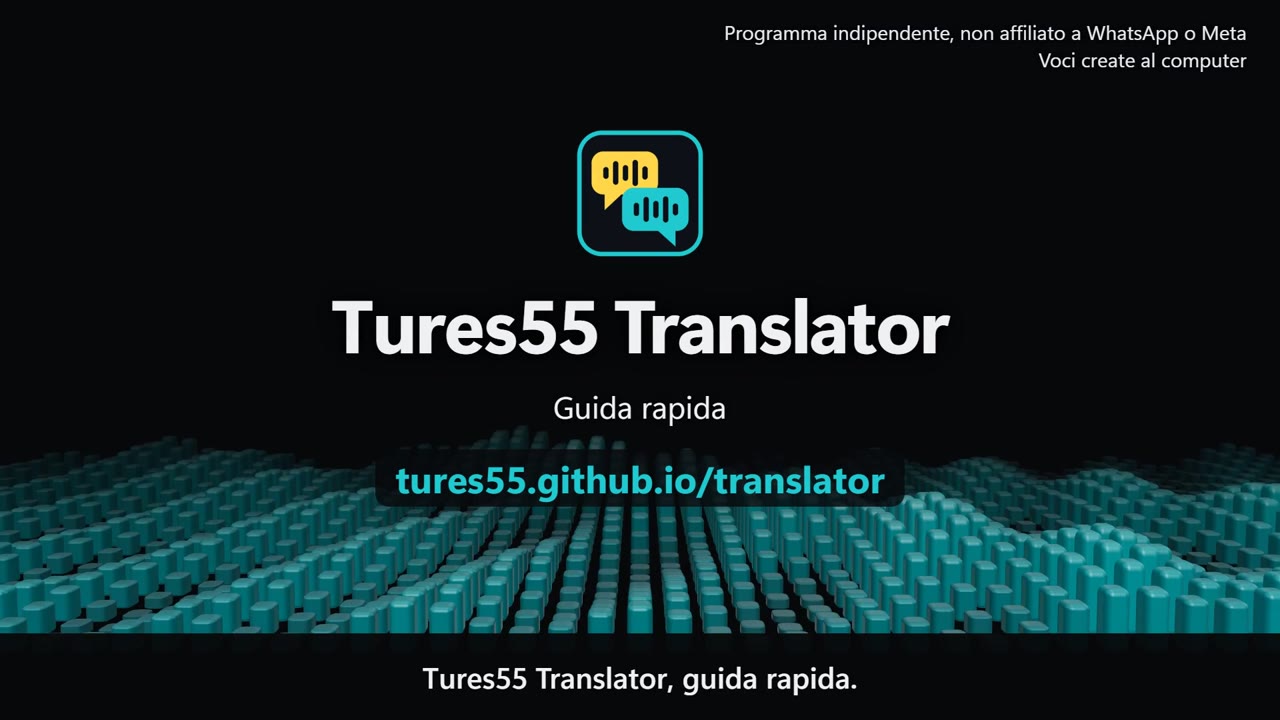 Programma indipendente, non affiliato a WhatsApp o Meta
Voci create al computer
Tures55 Translator
Guida rapida
tures55.github.io/translator
Tures55 Translator, guida rapida.